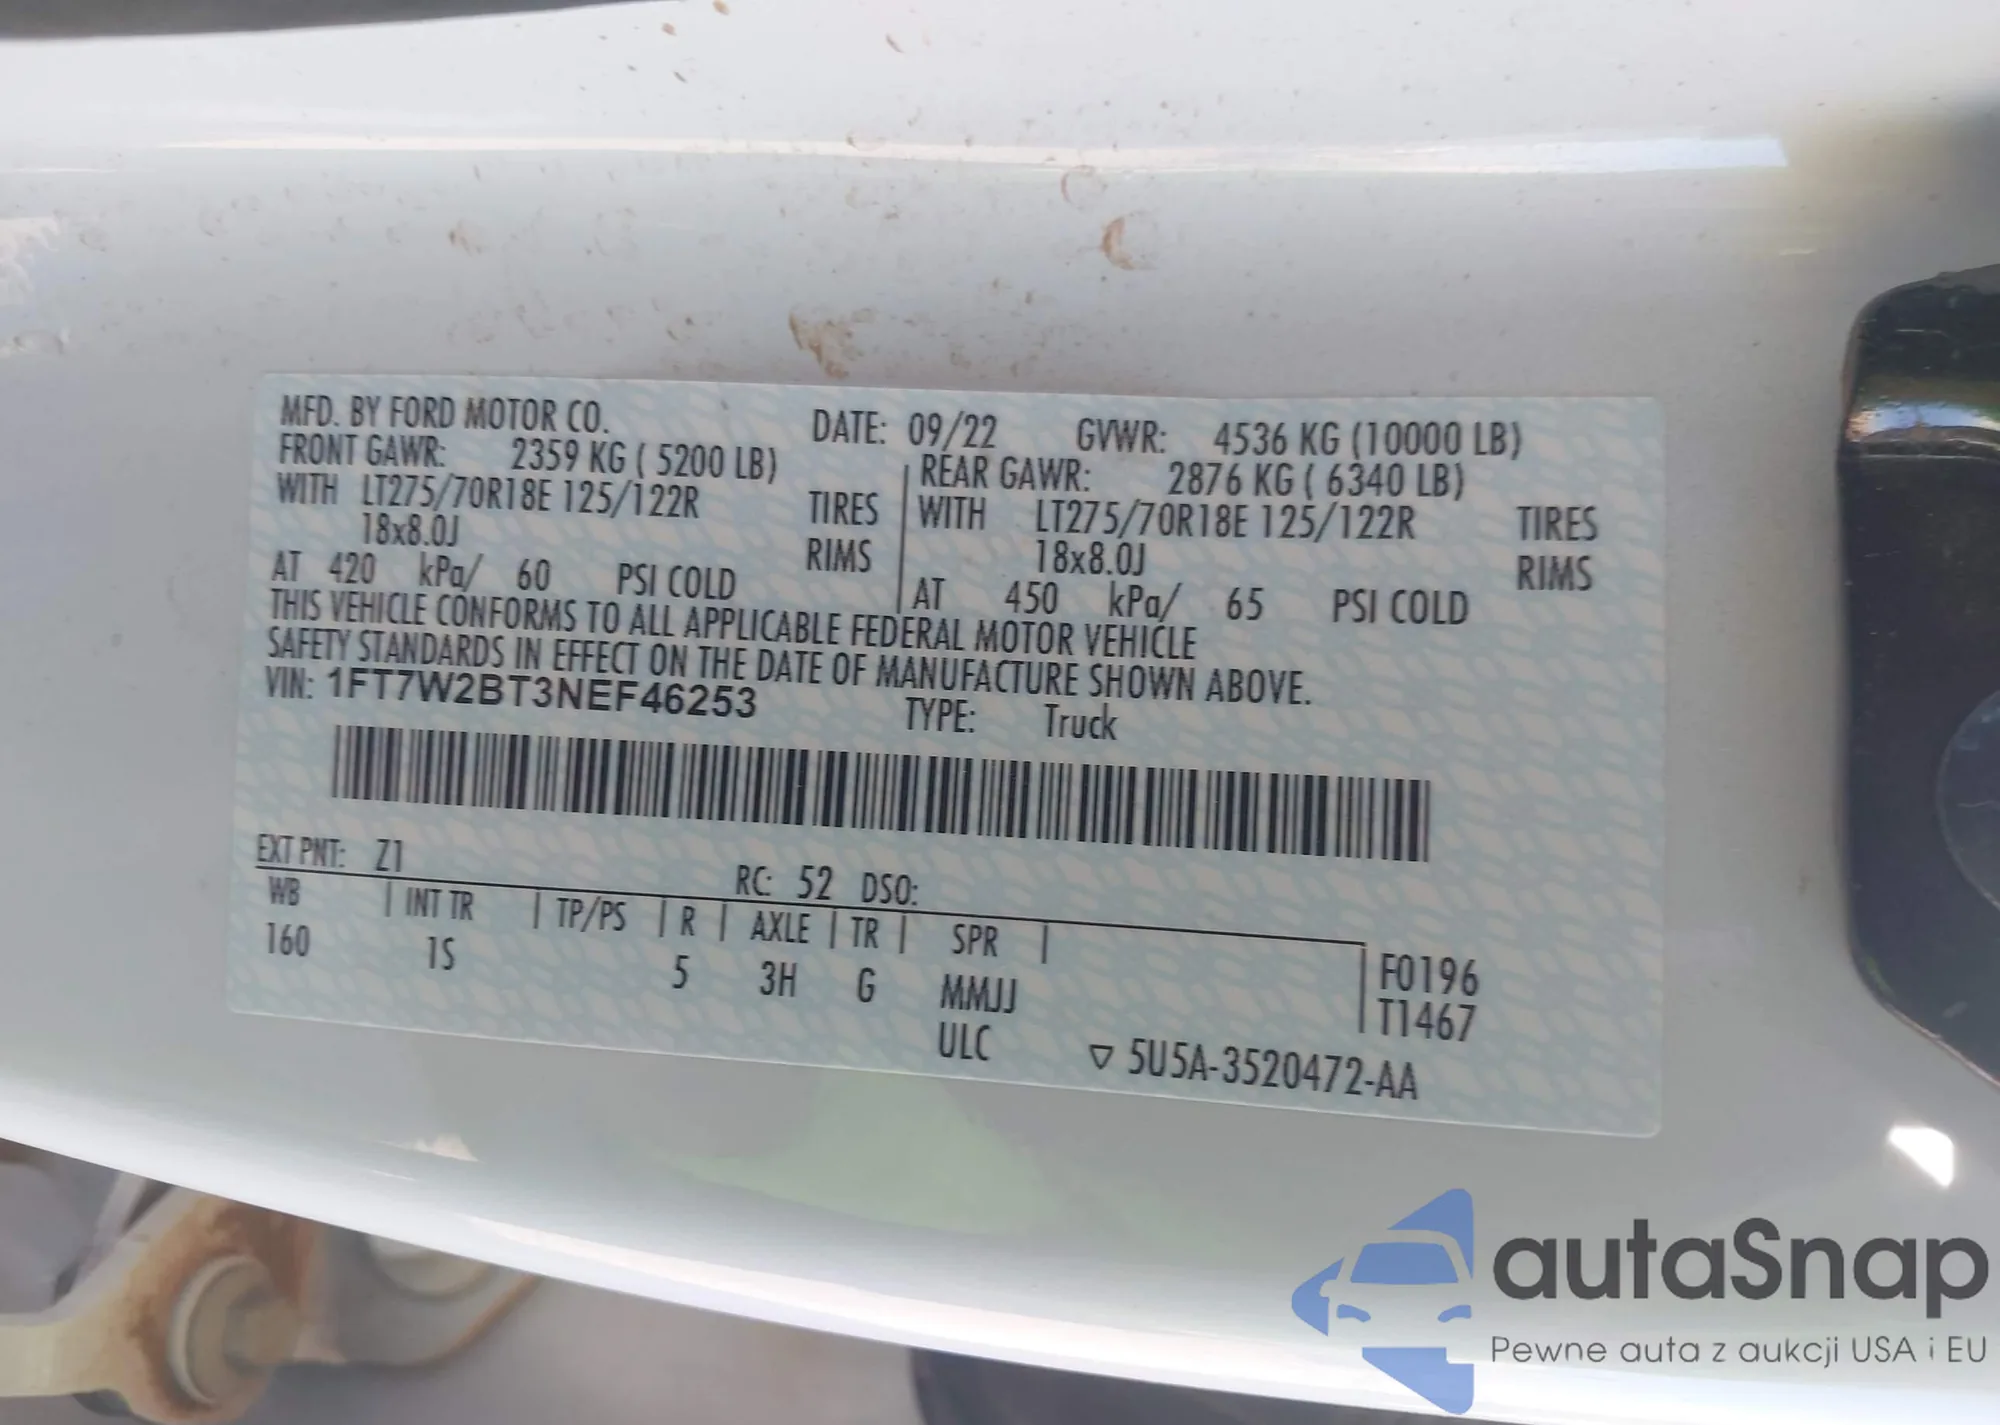 MFD. BY FORD MOTOR CO. DATE: 09/22 GVWR: 4536 KG (10000 LB)
FRONT GAWR: 2359 KG ( 5200 LB) REAR GAWR: 2876 KG ( 6340 LB)
WITH LT275/70R18E 125/122R TIRES WITH LT275/70R18E 125/122R TIRES
18x8.0J RIMS 18x8.0J RIMS
AT 420 kPa/ 60 PSI COLD AT 450 kPa/ 65 PSI COLD
THIS VEHICLE CONFORMS TO ALL APPLICABLE FEDERAL MOTOR VEHICLE
SAFETY STANDARDS IN EFFECT ON THE DATE OF MANUFACTURE SHOWN ABOVE.
VIN: 1FT7W2BT3NEF46253 TYPE: Truck
EXT PNT: Z1 RC: 52 DSO:
WB | INT TR | TP/PS | R | AXLE | TR | SPR |
160 1S 5 3H G MMJJ F0196
ULC T1467
▽ 5U5A-3520472-AA
autaSnap
Pewne auta z aukcji USA i EU